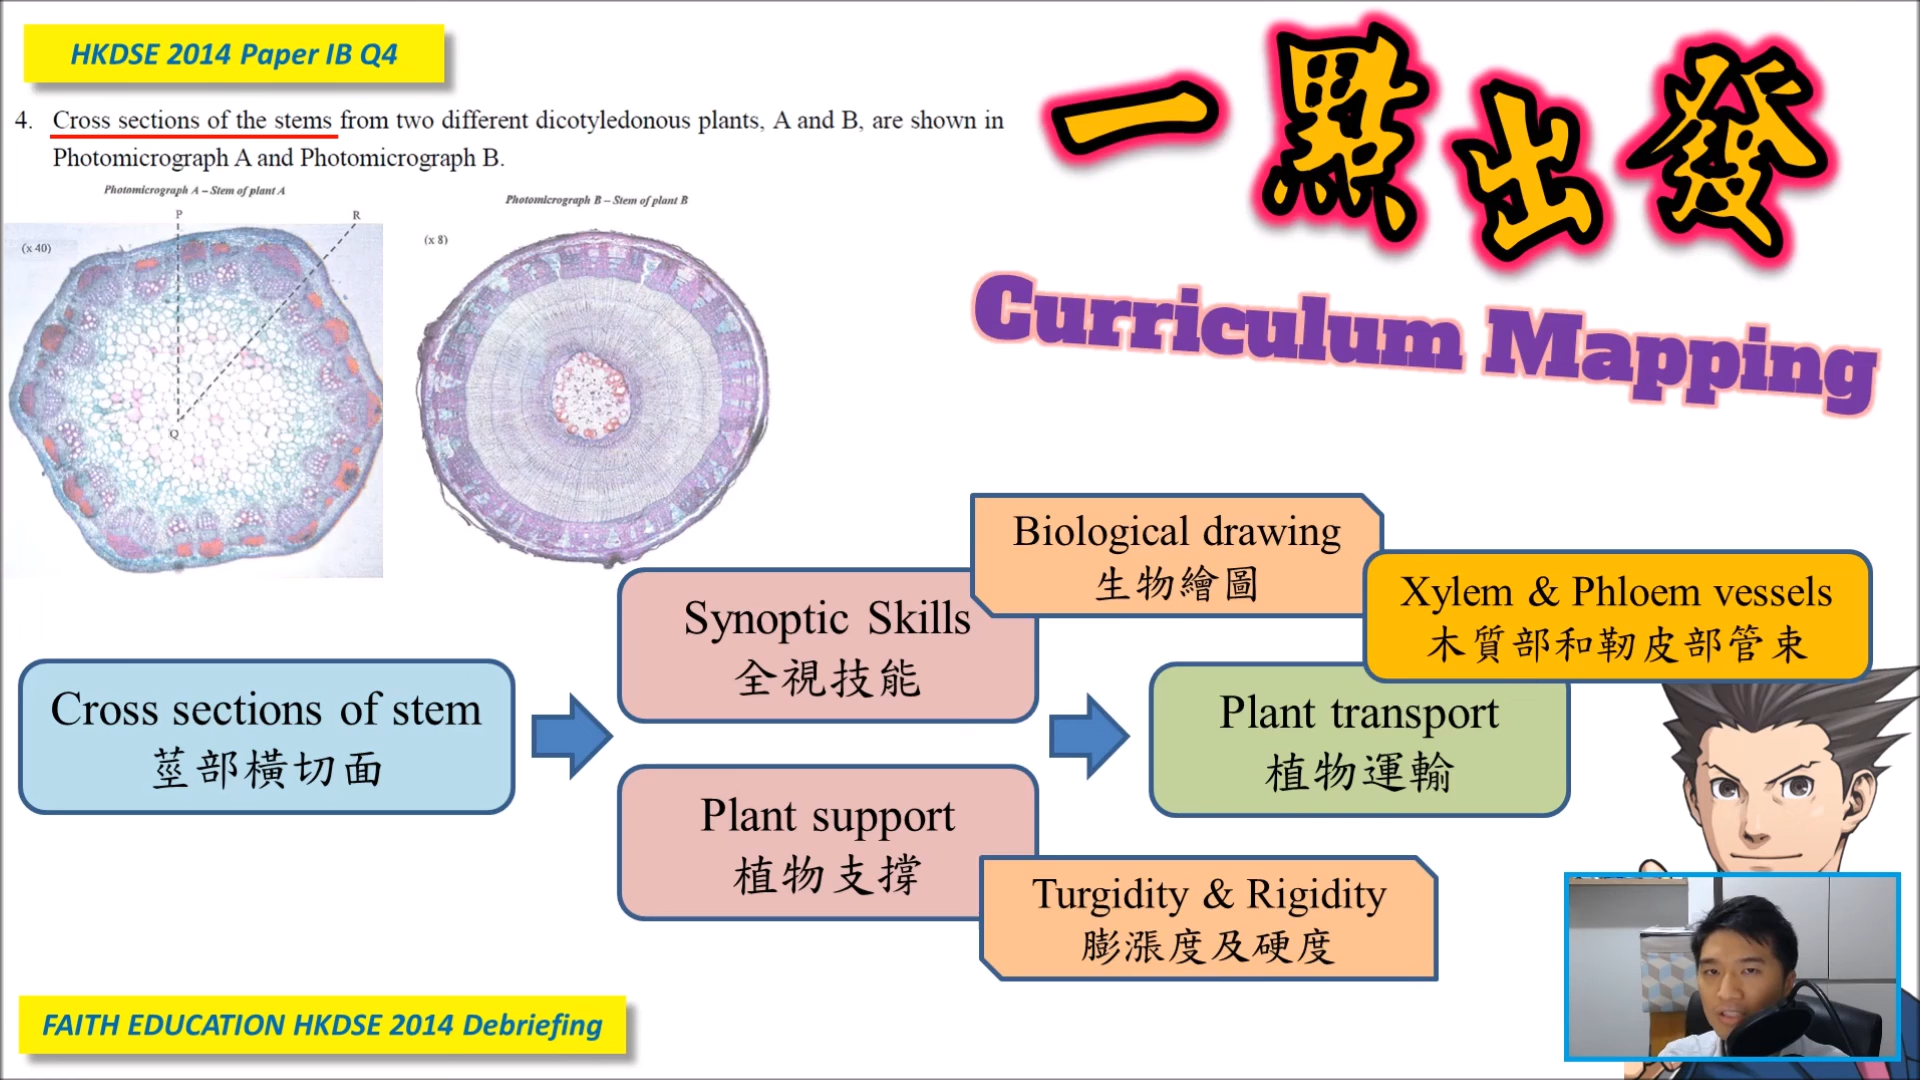 HKDSE 2014 Paper IB Q4
一點出發
Curriculum Mapping
4. Cross sections of the stems from two different dicotyledonous plants, A and B, are shown in
Photomicrograph A and Photomicrograph B.
Photomicrograph A – Stem of plant A
P
R
(x 40)
Q
Photomicrograph B – Stem of plant B
(x 8)
Cross sections of stem
莖部橫切面
Synoptic Skills
全視技能
Biological drawing
生物繪圖
Plant support
植物支撐
Turgidity & Rigidity
膨漲度及硬度
Plant transport
植物運輸
Xylem & Phloem vessels
木質部和韌皮部管束
FAITH EDUCATION HKDSE 2014 Debriefing